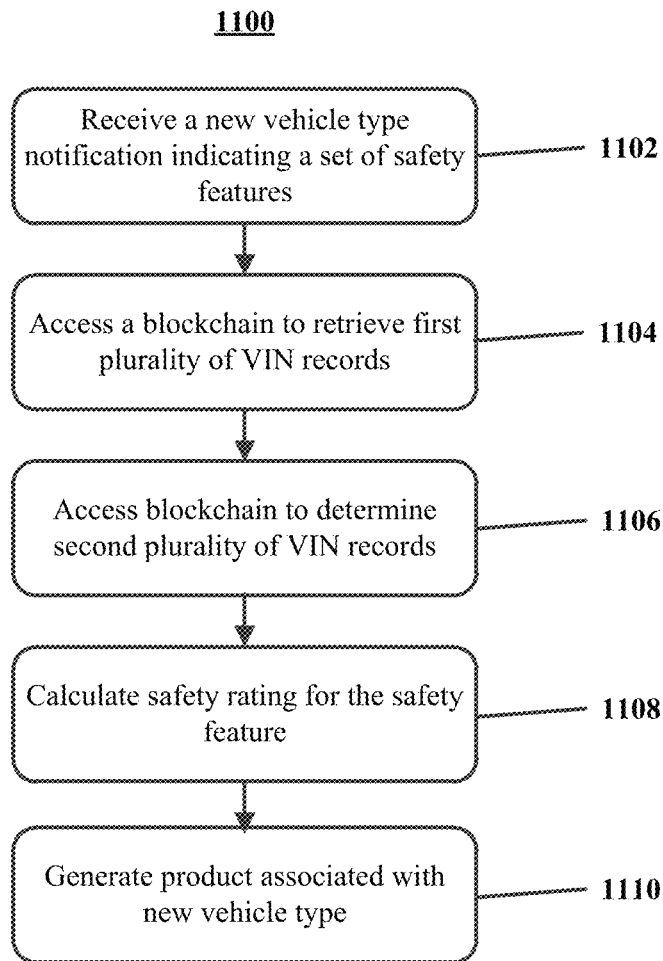 1100
Receive a new vehicle type
notification indicating a set of safety
features
1102
Access a blockchain to retrieve first
plurality of VIN records
1104
Access blockchain to determine
second plurality of VIN records
1106
Calculate safety rating for the safety
feature
1108
Generate product associated with
new vehicle type
1110